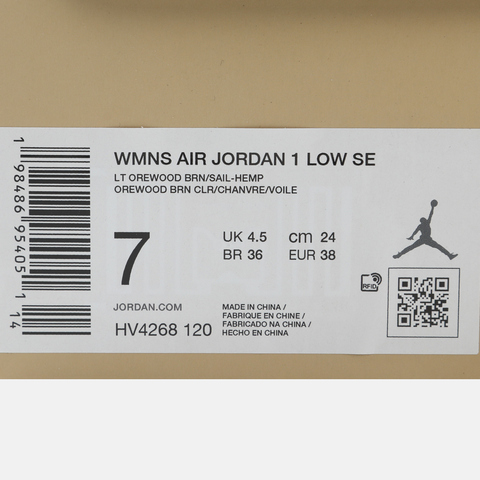 WMNS AIR JORDAN 1 LOW SE
LT OREWOOD BRN/SAIL-HEMP
OREWOOD BRN CLR/CHANVRE/VOILE
7
UK 4.5 cm 24
BR 36 EUR 38
RFID
JORDAN.COM
HV4268 120
MADE IN CHINA /
FABRIQUE EN CHINE /
FABRICADO NA CHINA /
HECHO EN CHINA
1 98486 95405 1 14